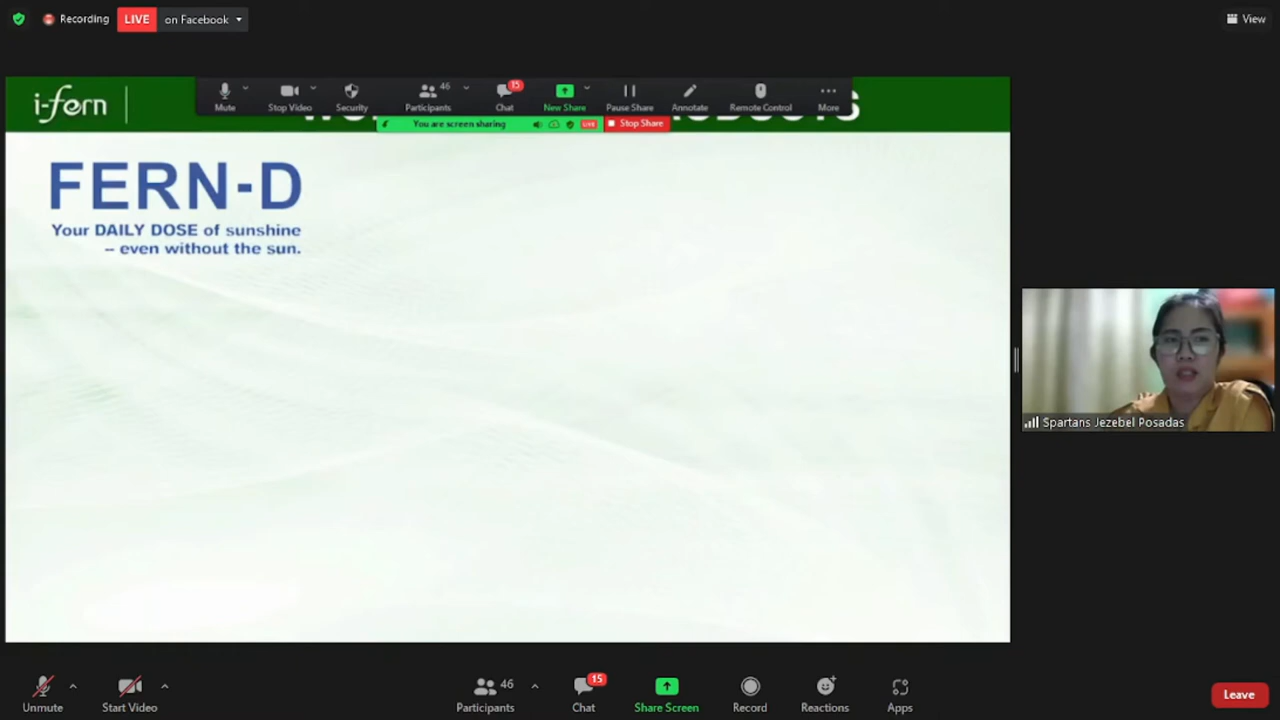 Recording
LIVE
on Facebook
View
i-fern
Mute
Stop Video
Security
Participants
46
Chat
15
New Share
Pause Share
Annotate
Remote Control
More
You are screen sharing
LIVE
Stop Share
FERN-D
Your DAILY DOSE of sunshine
-- even without the sun.
Spartans Jezebel Posadas
Unmute
Start Video
Participants
46
Chat
15
Share Screen
Record
Reactions
Apps
Leave